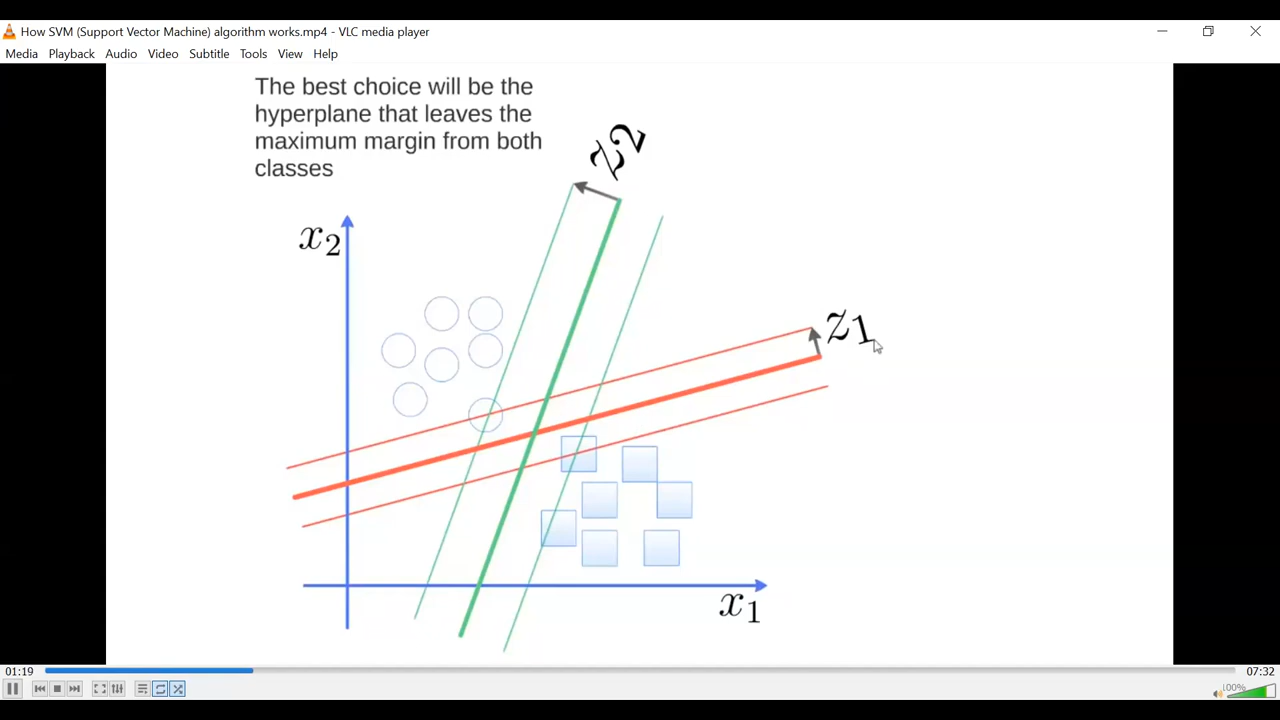 How SVM (Support Vector Machine) algorithm works.mp4 - VLC media player
Media Playback Audio Video Subtitle Tools View Help
The best choice will be the
hyperplane that leaves the
maximum margin from both
classes
z2
x2
z1
x1
01:19
07:32
100%